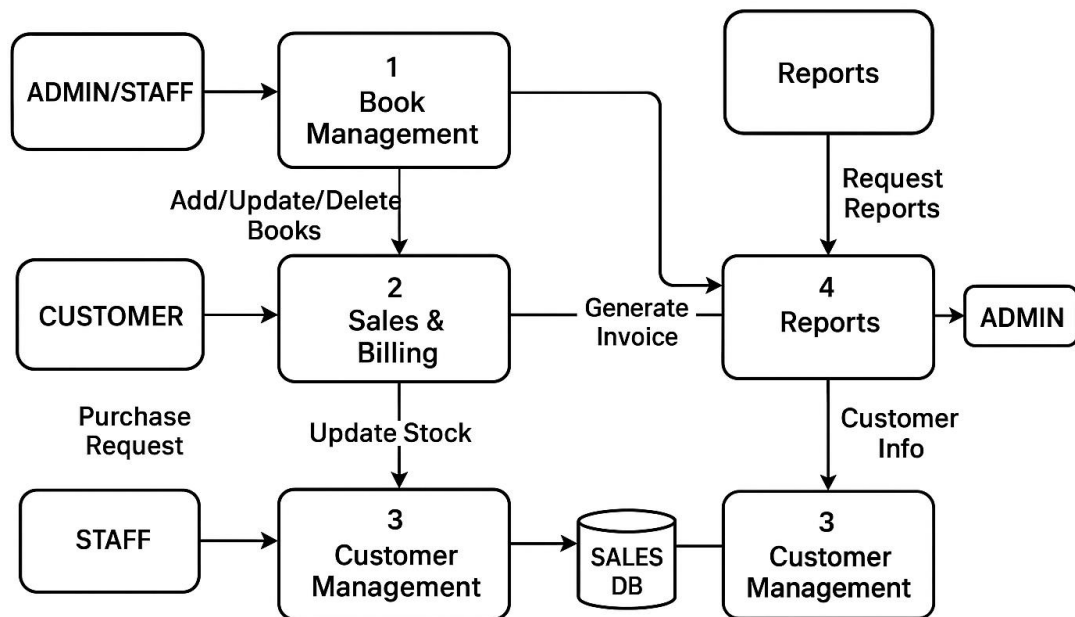 ADMIN/STAFF
1
Book
Management
Reports
Add/Update/Delete
Books
Request
Reports
CUSTOMER
2
Sales &
Billing
Generate
Invoice
4
Reports
ADMIN
Purchase
Request
Update Stock
Customer
Info
STAFF
3
Customer
Management
SALES
DB
3
Customer
Management